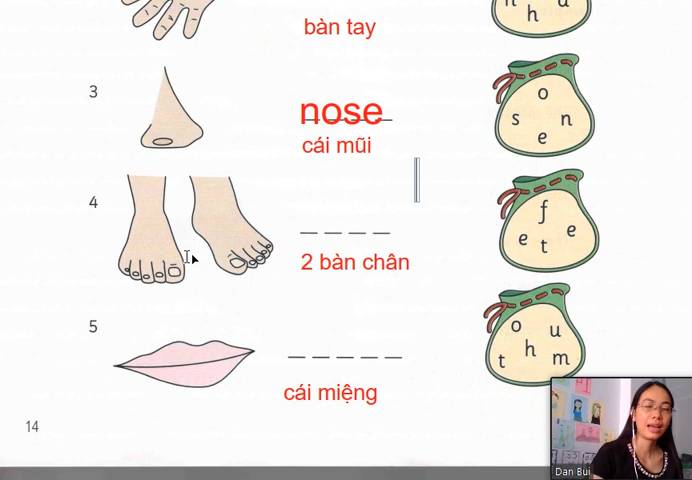 h a
bàn tay
3
nose
cái mũi
o
s n
e
4
2 bàn chân
f
e e
t
5
cái miệng
o u
t h m
14
Dan Bui